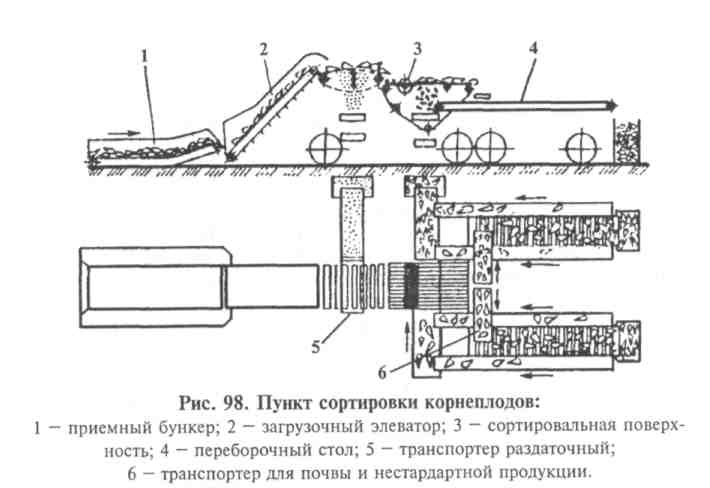 1
2
3
4
5
6
Рис. 98. Пункт сортировки корнеплодов:
1 — приемный бункер; 2 — загрузочный элеватор; 3 — сортировальная поверх-
ность; 4 — переборочный стол; 5 — транспортер раздаточный;
6 — транспортер для почвы и нестардартной продукции.